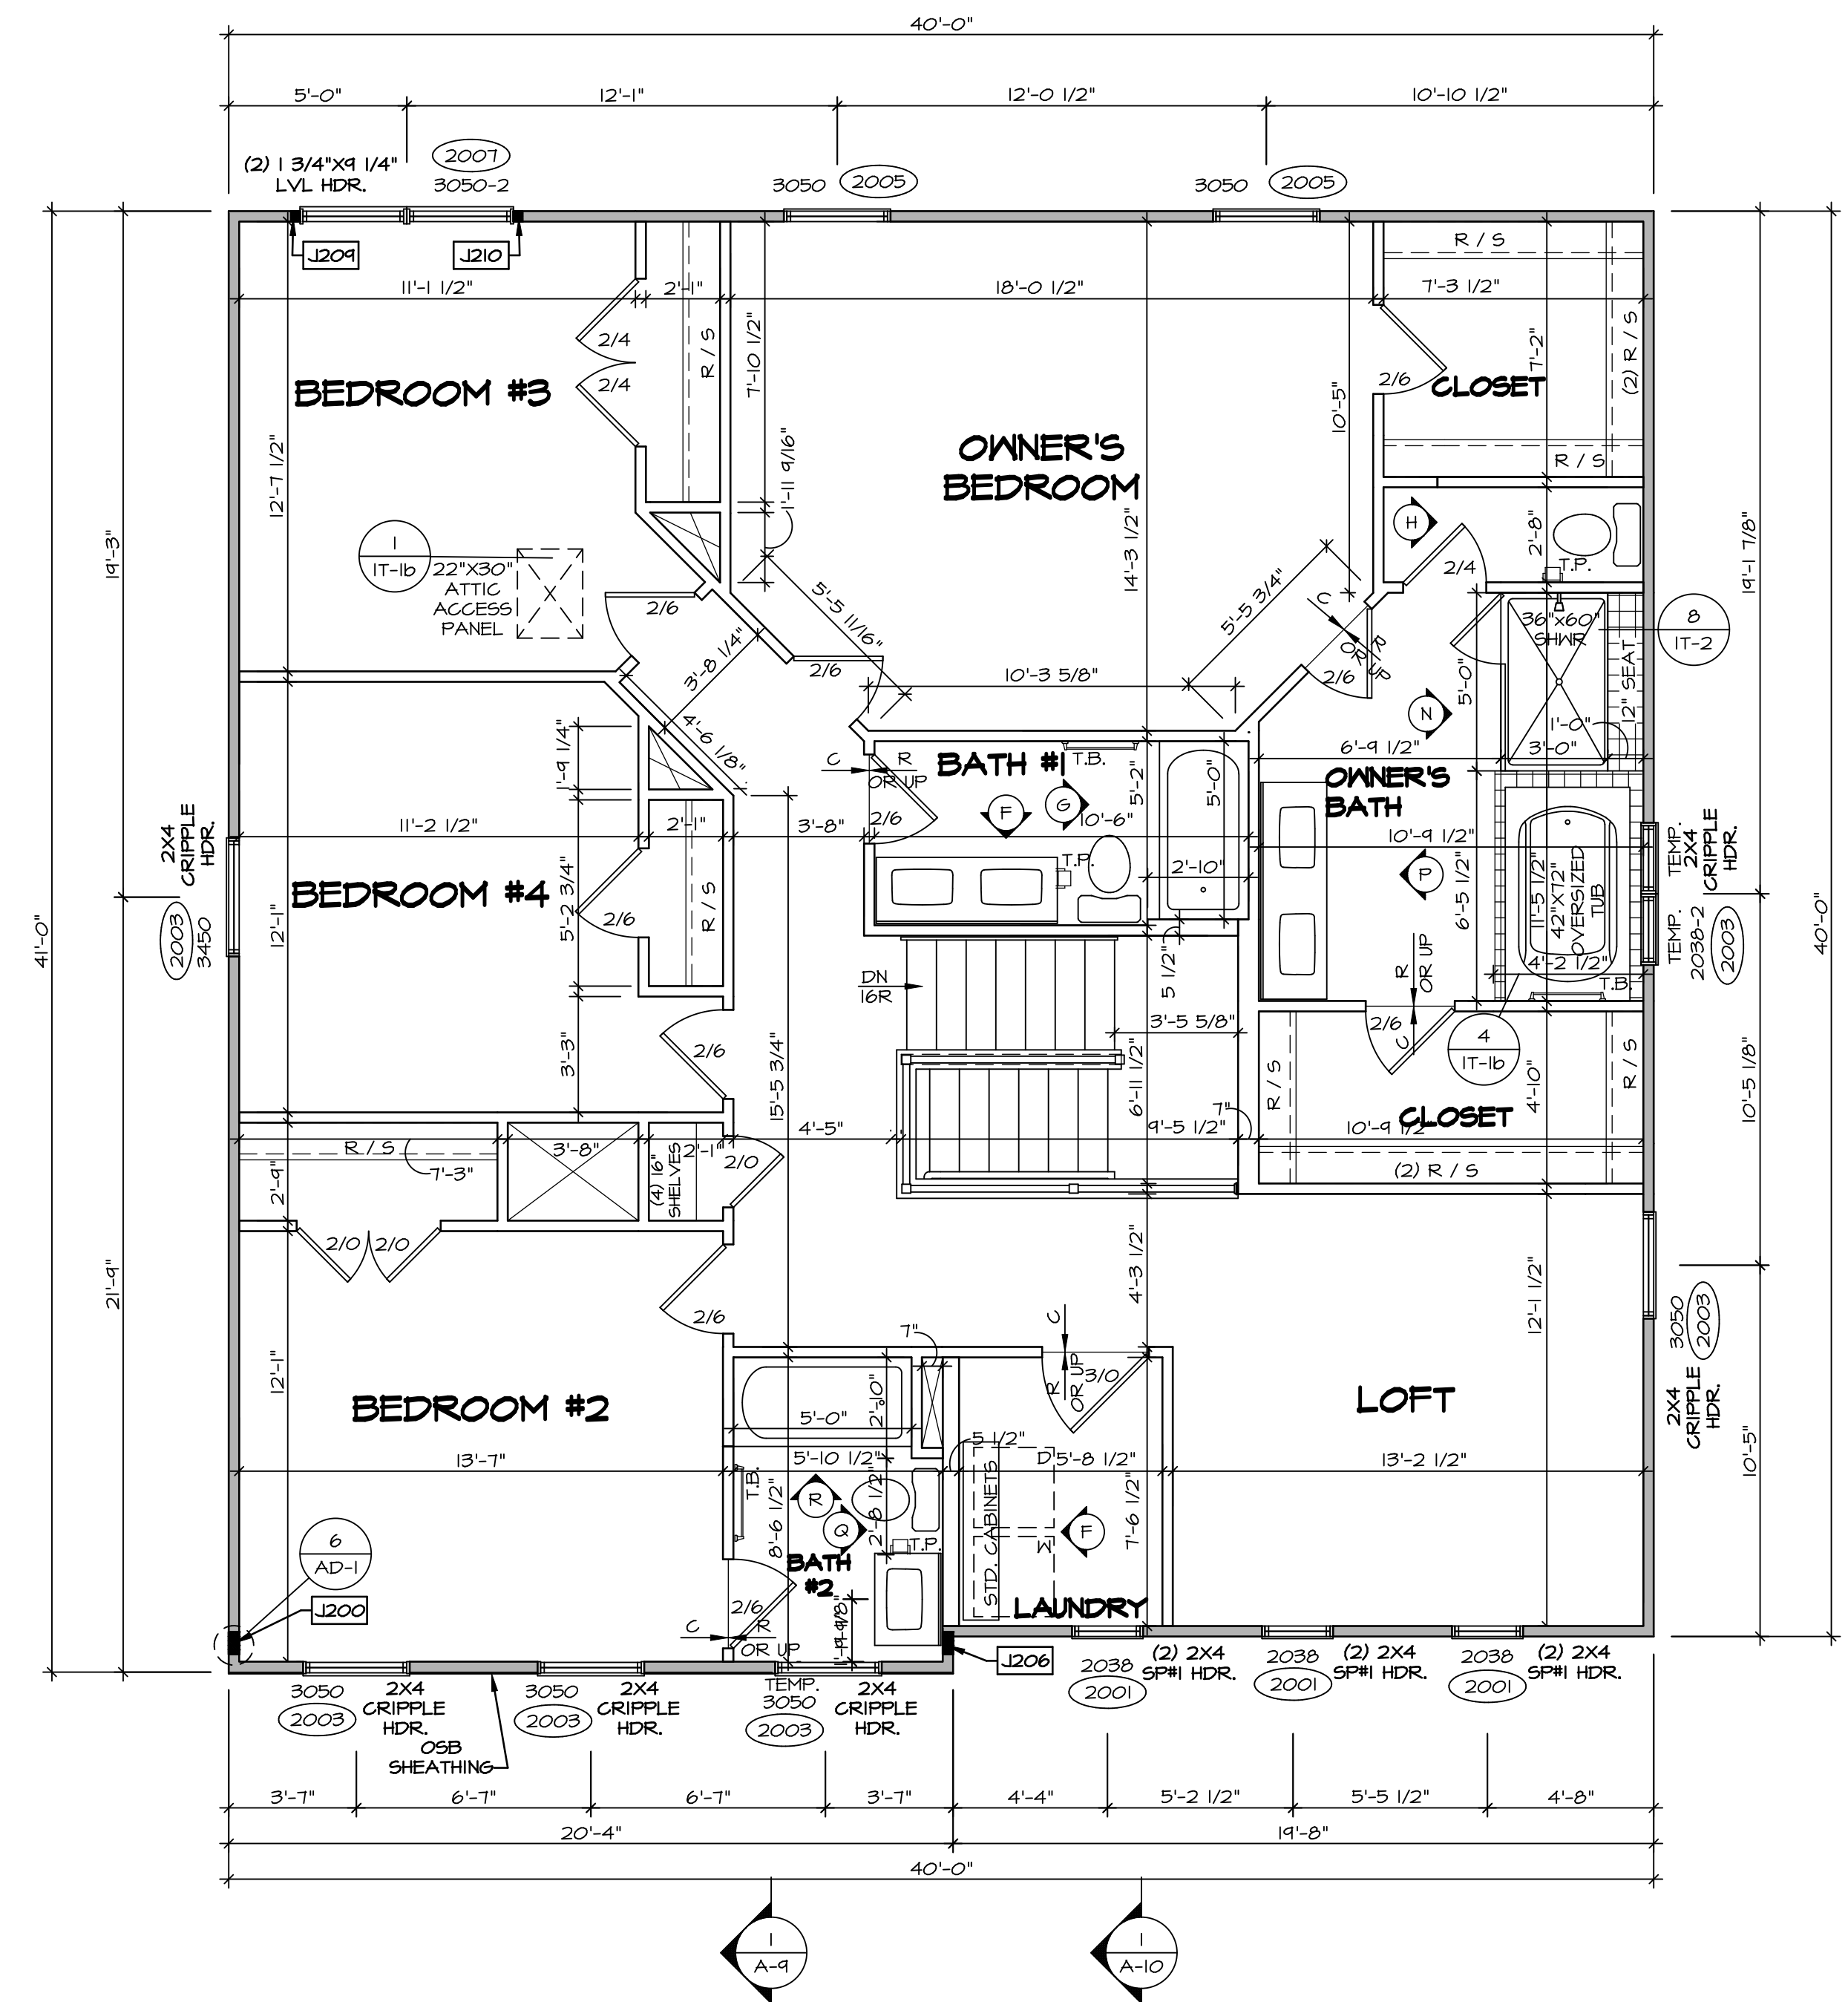 40'-0"
5'-0"
12'-1"
12'-0 1/2"
10'-10 1/2"
(2) 1 3/4"X9 1/4"
LVL HDR.
2007
3050-2
3050
2005
3050
2005
J209
J210
R / S
11'-1 1/2"
2'-1"
18'-0 1/2"
7'-3 1/2"
2/4
2/4
R / S
7'-10 1/2"
10'-5"
7'-2"
(2) R / S
2/6
CLOSET
BEDROOM #3
OWNER'S
BEDROOM
12'-7 1/2"
1'-11 9/16"
14'-3 1/2"
R / S
19'-3"
1
IT-1b
22"X30"
ATTIC
ACCESS
PANEL
X
H
2'-8"
T.P.
2/4
19'-1 7/8"
2/6
5'-5 11/16"
5'-5 3/4"
C
R
OR UP
2/6
36"x60"
SHWR
8
IT-2
3'-8 1/4"
2/6
10'-3 5/8"
5'-0"
12" SEAT
N
4'-6 1/8"
1'-0"
3'-0"
6'-9 1/2"
1'-9 1/4"
C
R
OR UP
BATH #1
T.B.
5'-2"
5'-0"
OWNER'S
BATH
2X4
CRIPPLE
HDR.
11'-2 1/2"
2'-1"
3'-8"
2/6
F
G
10'-6"
10'-9 1/2"
TEMP.
2X4
CRIPPLE
HDR.
T.P.
2'-10"
P
BEDROOM #4
5'-2 3/4"
2/6
R / S
12'-1"
6'-5 1/2"
11'-5 1/2"
42"X72"
OVERSIZED
TUB
2003
3450
TEMP.
2038-2
2003
41'-0"
40'-0"
DN
16R
5 1/2"
R
OR UP
4'-2 1/2"
T.B.
3'-5 5/8"
2/6
C
4
IT-1b
3'-3"
2/6
15'-5 3/4"
6'-11 1/2"
R / S
4'-10"
R / S
10'-5 1/8"
7"
CLOSET
4'-5"
9'-5 1/2"
10'-9 1/2"
R / S
7'-3"
3'-8"
2'-1"
(4) 16"
SHELVES
2/0
2'-9"
(2) R / S
2/0
2/0
21'-9"
2/6
4'-3 1/2"
12'-1 1/2"
3050
2003
2X4
CRIPPLE
HDR.
7"
C
R
OR UP
3/0
12'-1"
BEDROOM #2
LOFT
5'-0"
2'-10"
5 1/2"
13'-7"
5'-10 1/2"
D
5'-8 1/2"
13'-2 1/2"
10'-5"
T.B.
R
Q
8'-6 1/2"
2'-8 1/2"
STD. CABINETS
F
7'-6 1/2"
W
T.P.
6
AD-1
BATH
#2
J200
2/6
LAUNDRY
C
R
OR UP
J206
3050
2003
2X4
CRIPPLE
HDR.
3050
2003
2X4
CRIPPLE
HDR.
TEMP.
3050
2003
2X4
CRIPPLE
HDR.
2038
2001
(2) 2X4
SP#1 HDR.
2038
2001
(2) 2X4
SP#1 HDR.
2038
2001
(2) 2X4
SP#1 HDR.
OSB
SHEATHING
3'-7"
6'-7"
6'-7"
3'-7"
4'-4"
5'-2 1/2"
5'-5 1/2"
4'-8"
20'-4"
19'-8"
40'-0"
1
A-9
1
A-10